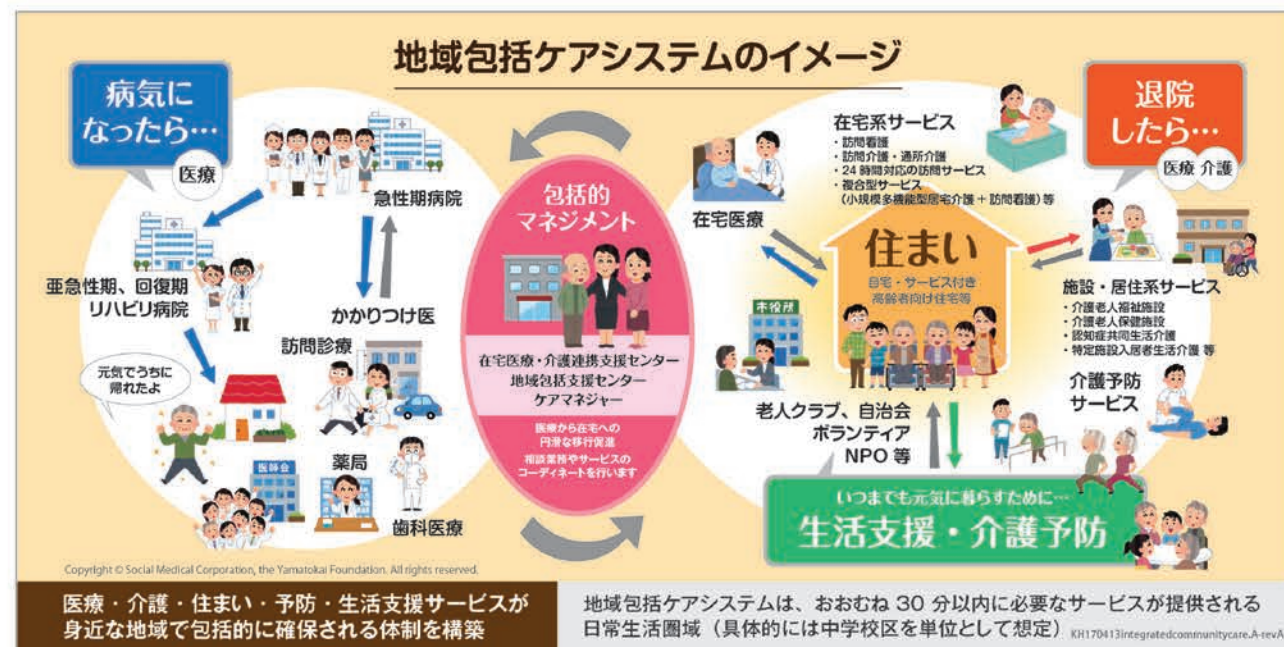 地域包括ケアシステムのイメージ
病気に
なったら…
医療
急性期病院
亜急性期、回復期
リハビリ病院
かかりつけ医
訪問診療
元気でうちに
帰れたよ
医師会
薬局
歯科医療
包括的
マネジメント
在宅医療・介護連携支援センター
地域包括支援センター
ケアマネジャー
医療から在宅への
円滑な移行促進
相談業務やサービスの
コーディネートを行います
退院
したら…
医療 介護
在宅系サービス
・訪問看護
・訪問介護・通所介護
・24時間対応の訪問サービス
・複合型サービス
(小規模多機能型居宅介護+訪問看護)等
在宅医療
住まい
自宅・サービス付き
高齢者向け住宅等
市役所
施設・居住系サービス
・介護老人福祉施設
・介護老人保健施設
・認知症共同生活介護
・特定施設入居者生活介護 等
介護予防
サービス
老人クラブ、自治会
ボランティア
NPO 等
いつまでも元気に暮らすために…
生活支援・介護予防
Copyright © Social Medical Corporation, the Yamatokai Foundation. All rights reserved.
医療・介護・住まい・予防・生活支援サービスが
身近な地域で包括的に確保される体制を構築
地域包括ケアシステムは、おおむね 30 分以内に必要なサービスが提供される
日常生活圏域（具体的には中学校区を単位として想定）
KH170413integratedcommunitycare.A-revA